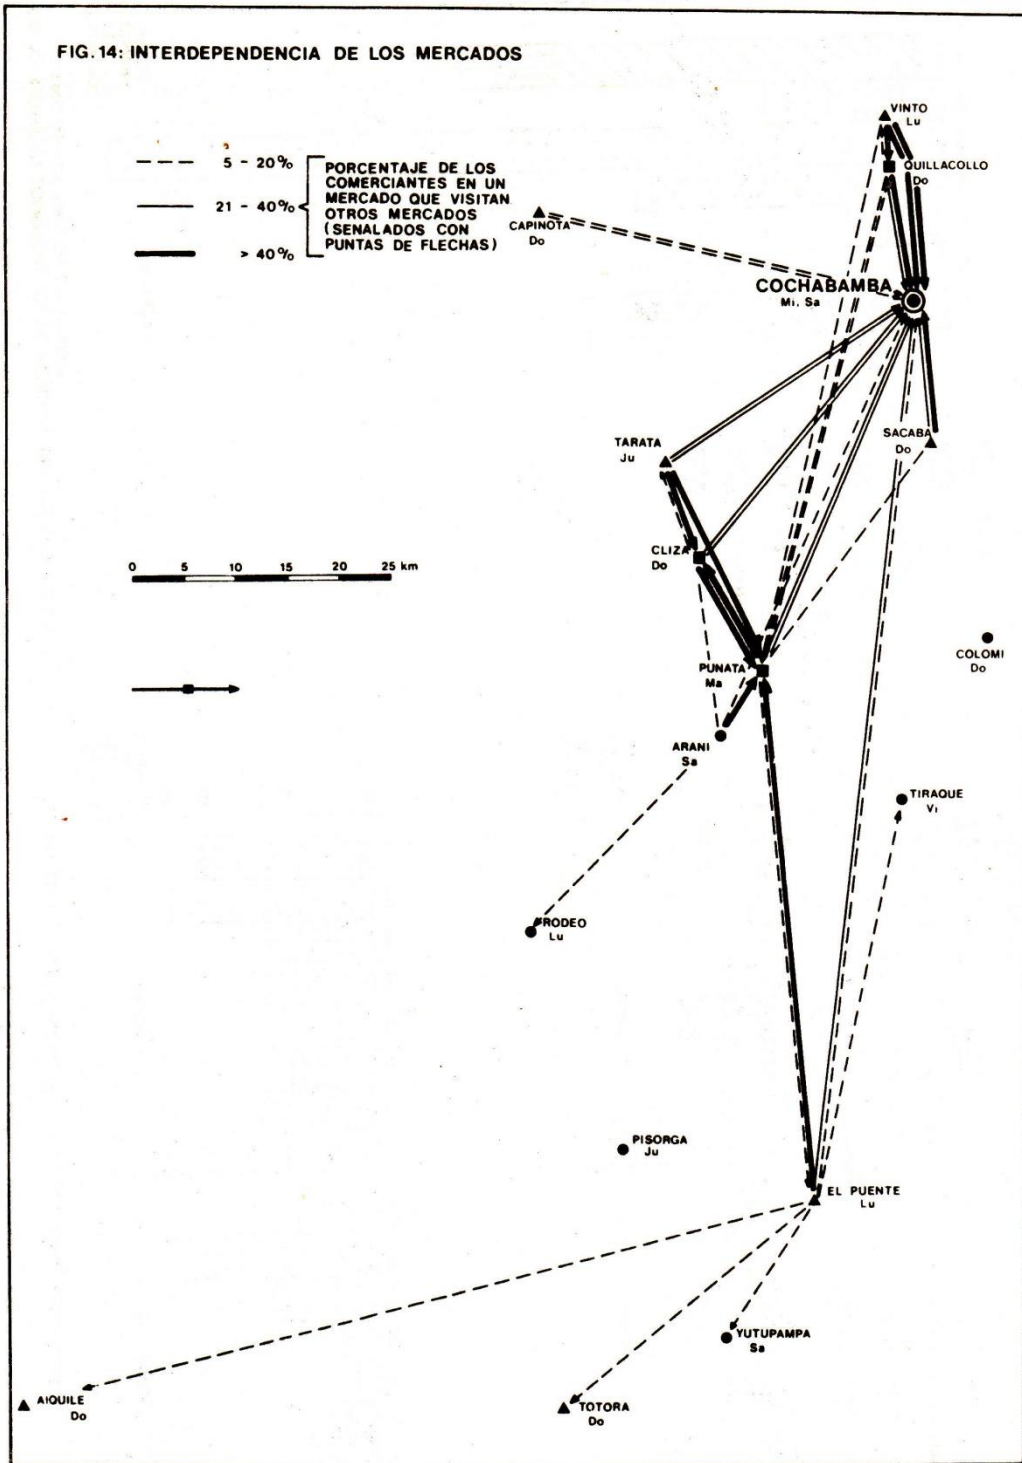 FIG. 14: INTERDEPENDENCIA DE LOS MERCADOS
5 - 20%
21 - 40%
> 40%
PORCENTAJE DE LOS
COMERCIANTES EN UN
MERCADO QUE VISITAN
OTROS MERCADOS
(SENALADOS CON
PUNTAS DE FLECHAS)
VINTO
Lu
QUILLACOLLO
Do
CAPINOTA
Do
COCHABAMBA
Mi, Sa
TARATA
Ju
SACABA
Do
CLIZA
Do
0 5 10 15 20 25 km
COLOMI
Do
PUNATA
Ma
ARANI
Sa
TIRAQUE
Vi
RODEO
Lu
PISORGA
Ju
EL PUENTE
Lu
YUTUPAMPA
Sa
AIQUILE
Do
TOTORA
Do